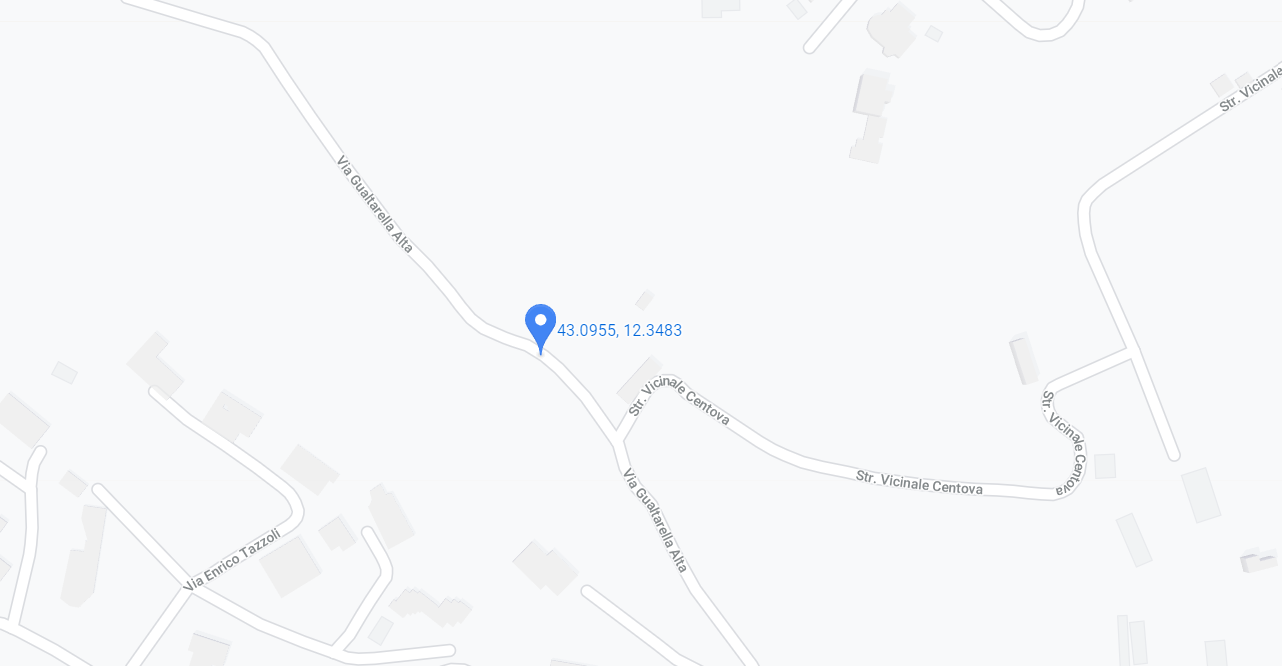 Str. Vicinale
Via Gualtarella Alta
43.0955, 12.3483
Str. Vicinale Centova
Str. Vicinale Centova
Str. Vicinale Centova
Via Gualtarella Alta
Via Enrico Tazzoli